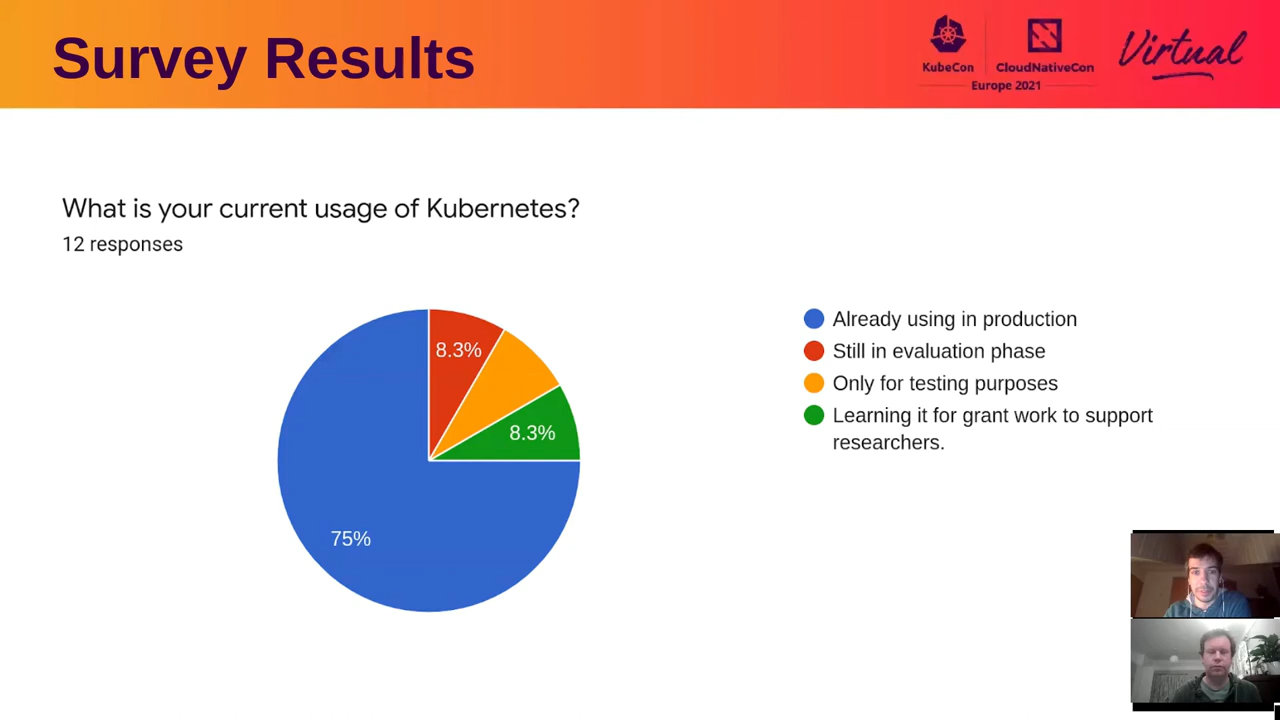 Survey Results
KubeCon
CloudNativeCon
Europe 2021
Virtual
What is your current usage of Kubernetes?
12 responses
8.3%
8.3%
75%
Already using in production
Still in evaluation phase
Only for testing purposes
Learning it for grant work to support
researchers.